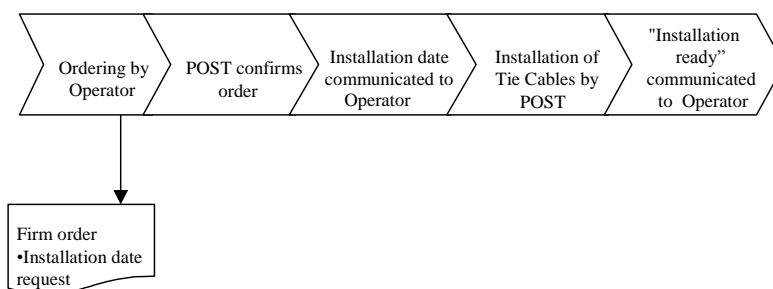 Ordering by
Operator
POST confirms
order
Installation date
communicated to
Operator
Installation of
Tie Cables by
POST
"Installation
ready”
communicated
to Operator
Firm order
•Installation date
request